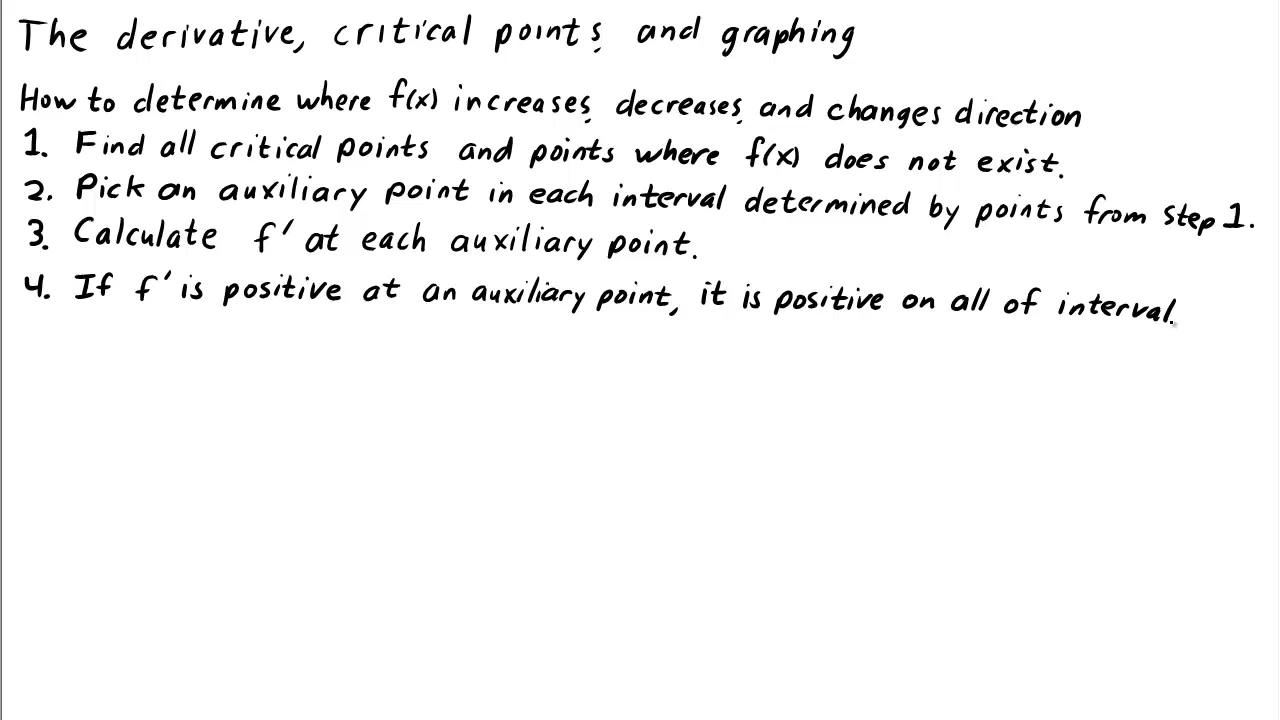 The derivative, critical points, and graphing
How to determine where f(x) increases, decreases, and changes direction
1. Find all critical points and points where f(x) does not exist.
2. Pick an auxiliary point in each interval determined by points from step 1.
3. Calculate f' at each auxiliary point.
4. If f' is positive at an auxiliary point, it is positive on all of interval.